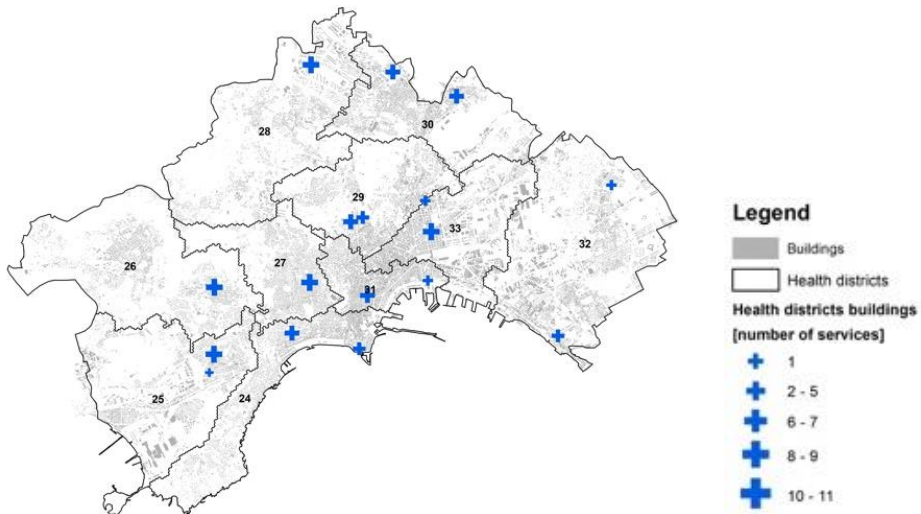 28
30
29
33
32
26
27
31
25
24
Legend
Buildings
Health districts
Health districts buildings
[number of services]
1
2 - 5
6 - 7
8 - 9
10 - 11